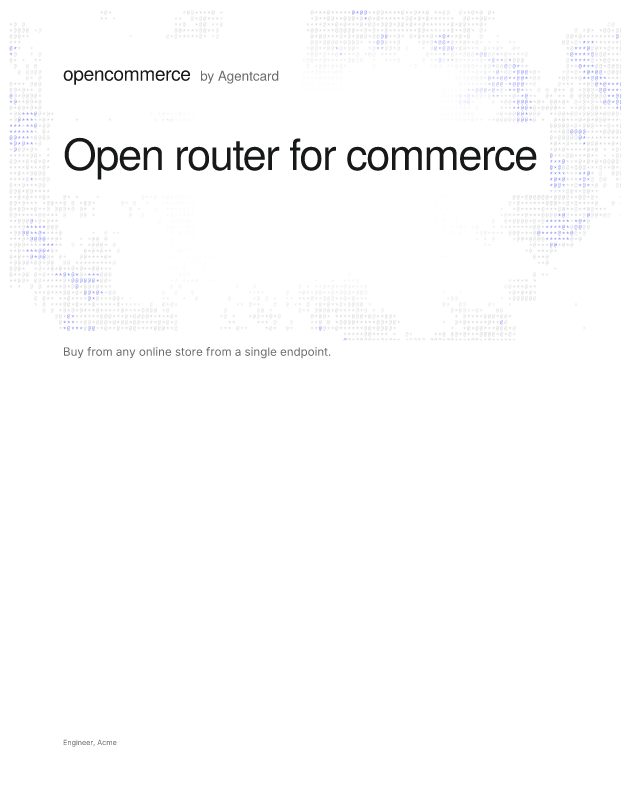 opencommerce by Agentcard
Open router for commerce
Buy from any online store from a single endpoint.
Engineer, Acme